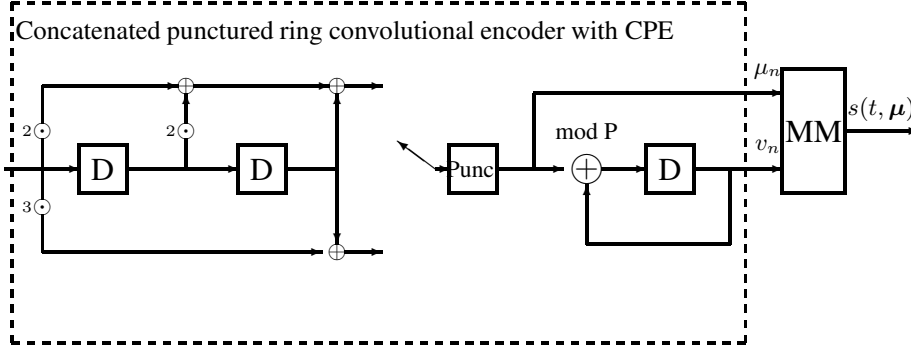 Concatenated punctured ring convolutional encoder with CPE
μn
s(t, μ)
2
2
mod P
MM
vn
D
D
Punc
D
3